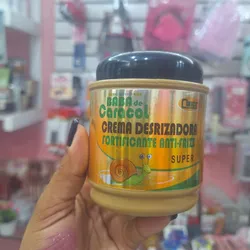 BABA de
Caracol
CREMA DESRIZADORA
FORTIFICANTE ANTI-FRIZZ
SUPER